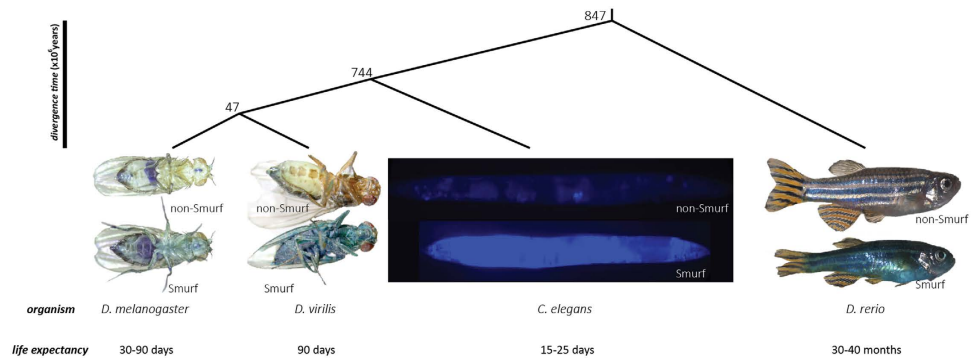 847
divergence time (x10⁶years)
744
47
non-Smurf
non-Smurf
non-Smurf
non-Smurf
Smurf
Smurf
Smurf
Smurf
organism D. melanogaster D. virilis C. elegans D. rerio
life expectancy 30-90 days 90 days 15-25 days 30-40 months